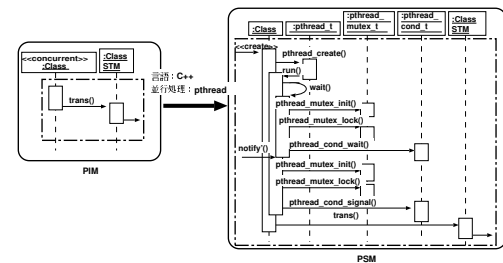 <<concurrent>>
:Class
:Class
STM
trans()
PIM
言語：C++
並行処理：pthread
:Class
:pthread_t
:pthread_
mutex_t
:pthread_
cond_t
:Class
STM
<<create>>
pthread_create()
run()
wait()
pthread_mutex_init()
pthread_mutex_lock()
pthread_cond_wait()
notify'()
pthread_mutex_init()
pthread_mutex_lock()
pthread_cond_signal()
trans()
PSM